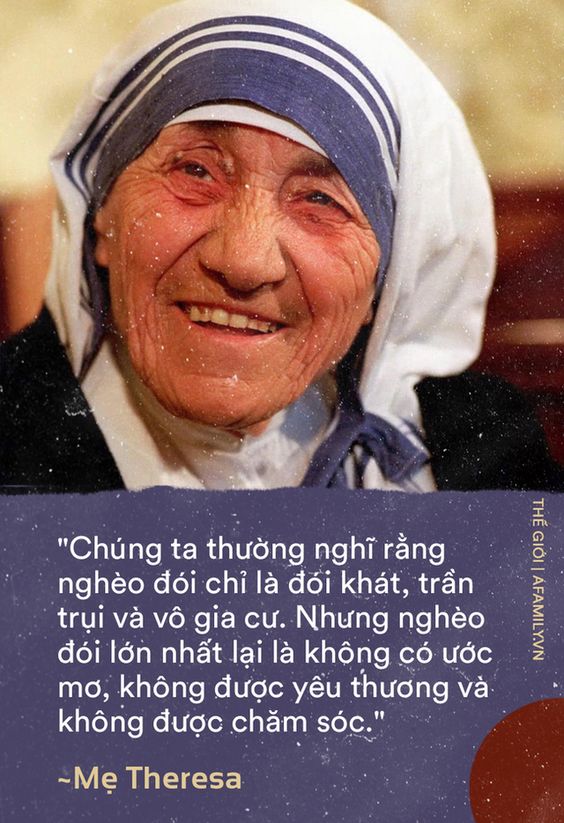 "Chúng ta thường nghĩ rằng
nghèo đói chỉ là đói khát, trần
trụi và vô gia cư. Nhưng nghèo
đói lớn nhất lại là không có ước
mơ, không được yêu thương và
không được chăm sóc."
~Mẹ Theresa
THẾ GIỚI | AFAMILY.VN